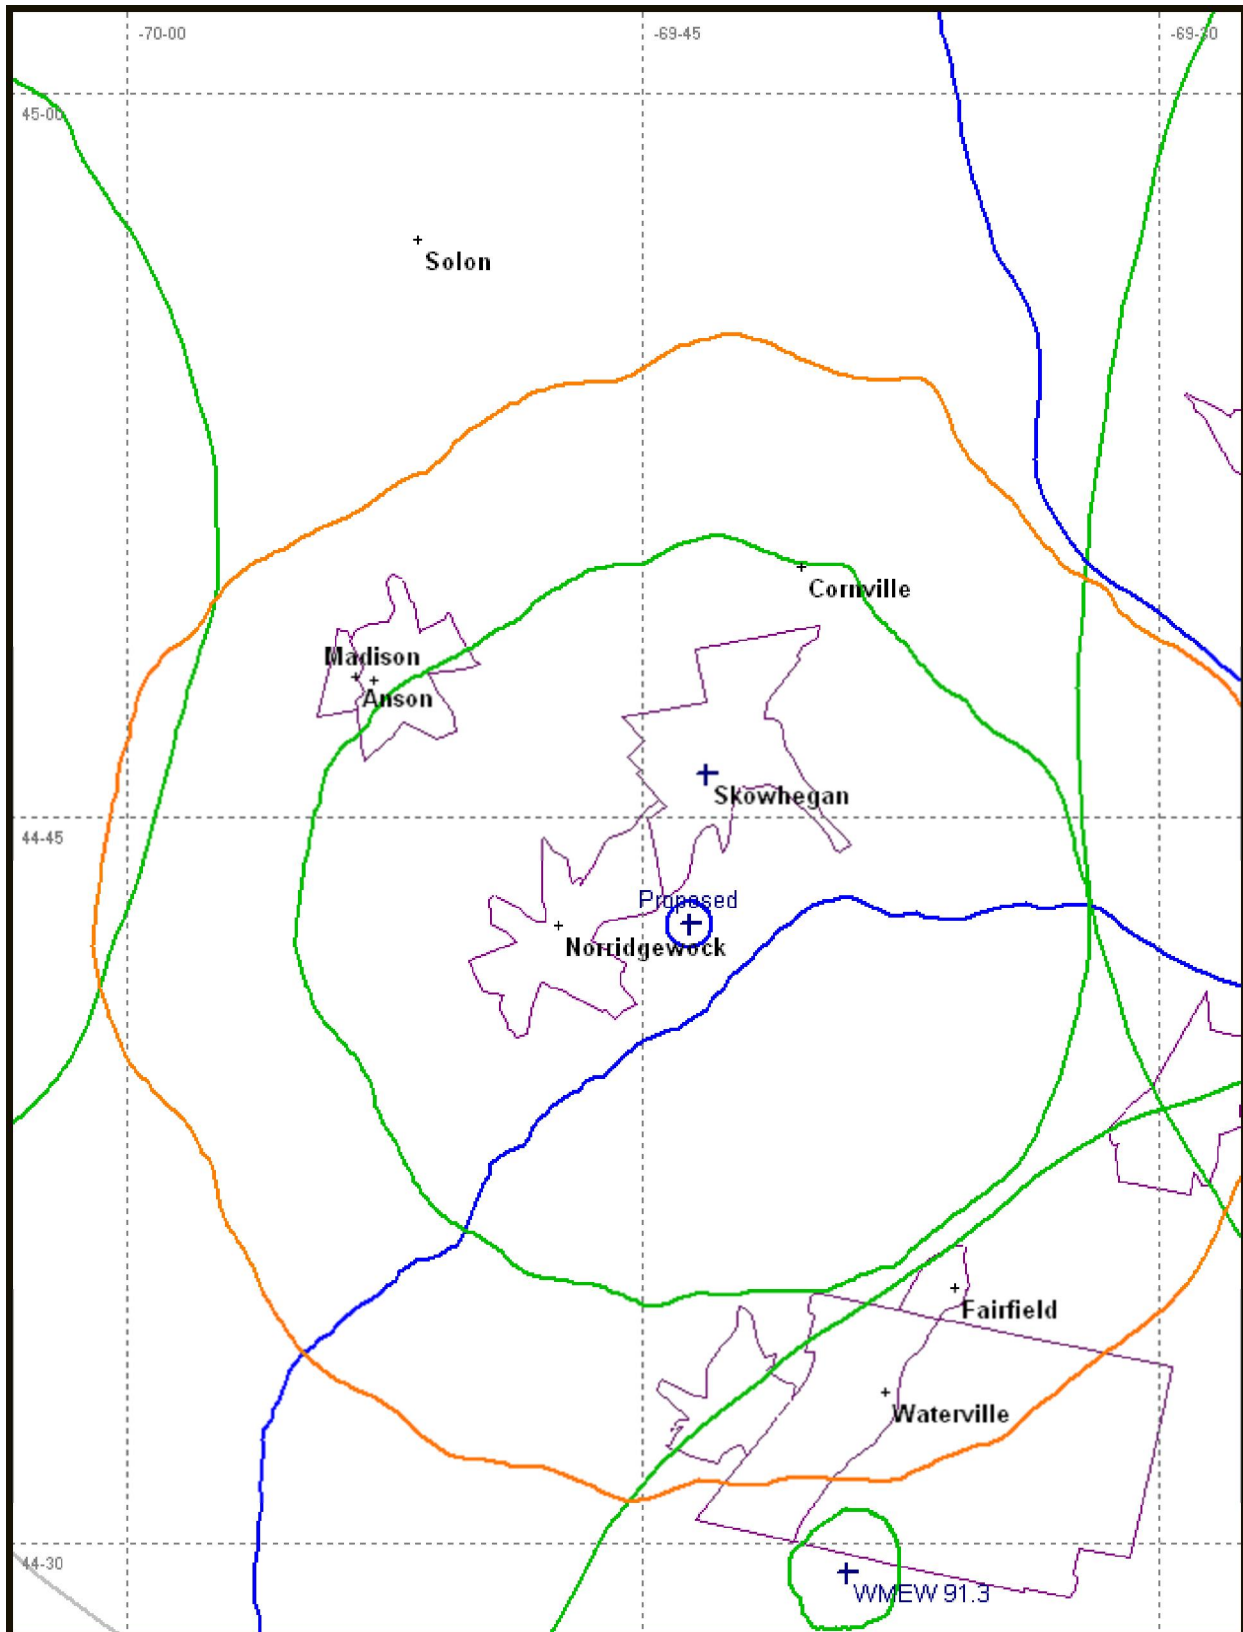 -70-00
-69-45
-69-30
45-00
Solon
Cornville
Madison
Anson
Skowhegan
44-45
Proposed
Norridgewock
Fairfield
Waterville
44-30
WMEW 91.3